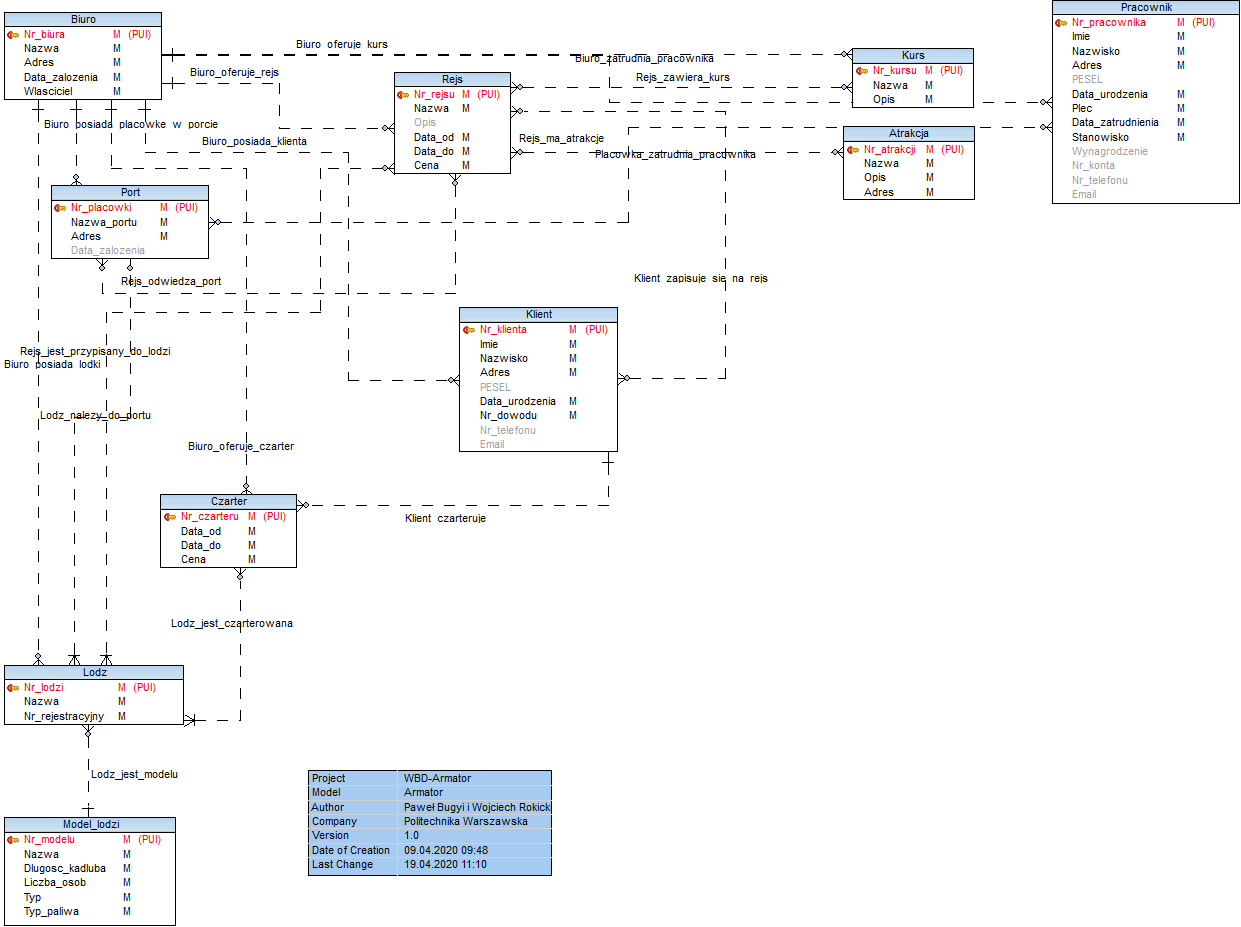 Biuro
Nr_biura M (PUI)
Nazwa M
Adres M
Data_zalozenia M
Wlasciciel M
Biuro oferuje kurs
Biuro_zatrudnia_pracownika
Biuro_oferuje_rejs
Rejs_zawiera_kurs
Biuro posiada placowke w porcie
Biuro_posiada_klienta
Rejs_ma_atrakcje
Placowka_zatrudnia_pracownika
Pracownik
Nr_pracownika M (PUI)
Imie M
Nazwisko M
Adres M
PESEL
Data_urodzenia M
Plec M
Data_zatrudnienia M
Stanowisko M
Wynagrodzenie
Nr_konta
Nr_telefonu
Email
Kurs
Nr_kursu M (PUI)
Nazwa M
Opis M
Rejs
Nr_rejsu M (PUI)
Nazwa M
Opis
Data_od M
Data_do M
Cena M
Atrakcja
Nr_atrakcji M (PUI)
Nazwa M
Opis M
Adres M
Port
Nr_placowki M (PUI)
Nazwa_portu M
Adres M
Data_zalozenia
Rejs_odwiedza_port
Klient zapisuje sie na rejs
Klient
Nr_klienta M (PUI)
Imie M
Nazwisko M
Adres M
PESEL
Data_urodzenia M
Nr_dowodu M
Nr_telefonu
Email
Rejs_jest_przypisany_do_lodzi
Biuro posiada lodki
Lodz_nalezy_do_portu
Biuro_oferuje_czarter
Czarter
Nr_czarteru M (PUI)
Data_od M
Data_do M
Cena M
Klient czarteruje
Lodz_jest_czarterowana
Lodz
Nr_lodzi M (PUI)
Nazwa M
Nr_rejestracyjny M
Lodz_jest_modelu
Model_lodzi
Nr_modelu M (PUI)
Nazwa M
Dlugosc_kadluba M
Liczba_osob M
Typ M
Typ_paliwa M
Project WBD-Armator
Model Armator
Author Paweł Bugyi i Wojciech Rokick
Company Politechnika Warszawska
Version 1.0
Date of Creation 09.04.2020 09:48
Last Change 19.04.2020 11:10